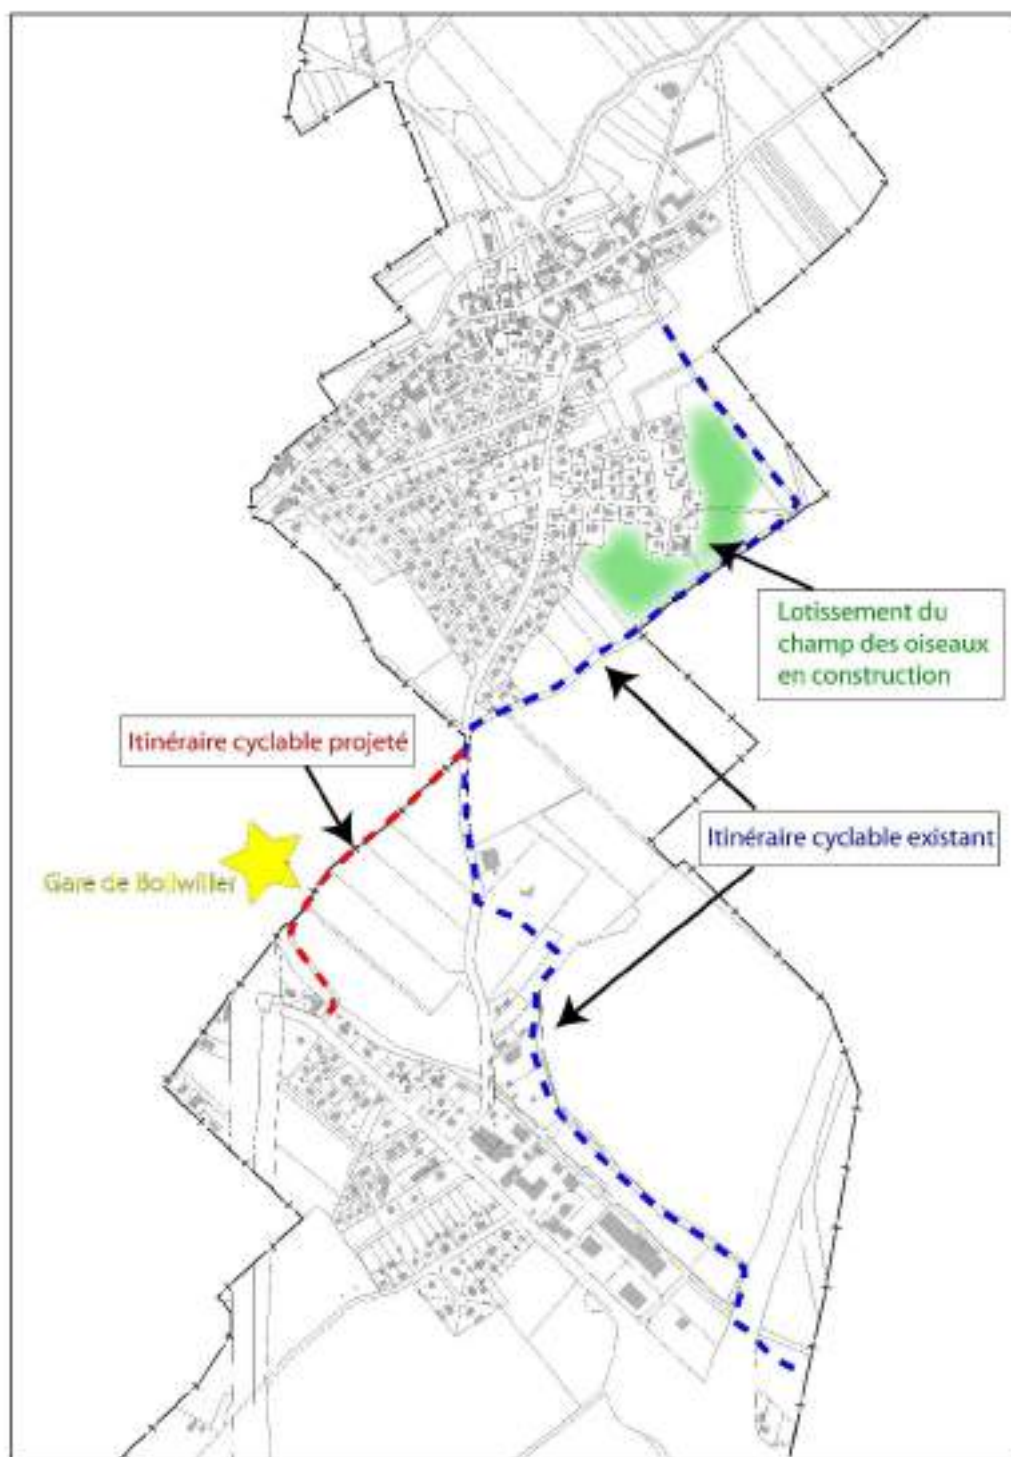 Lotissement du
champ des oiseaux
en construction
Itinéraire cyclable projeté
Itinéraire cyclable existant
Gare de Bollwiller